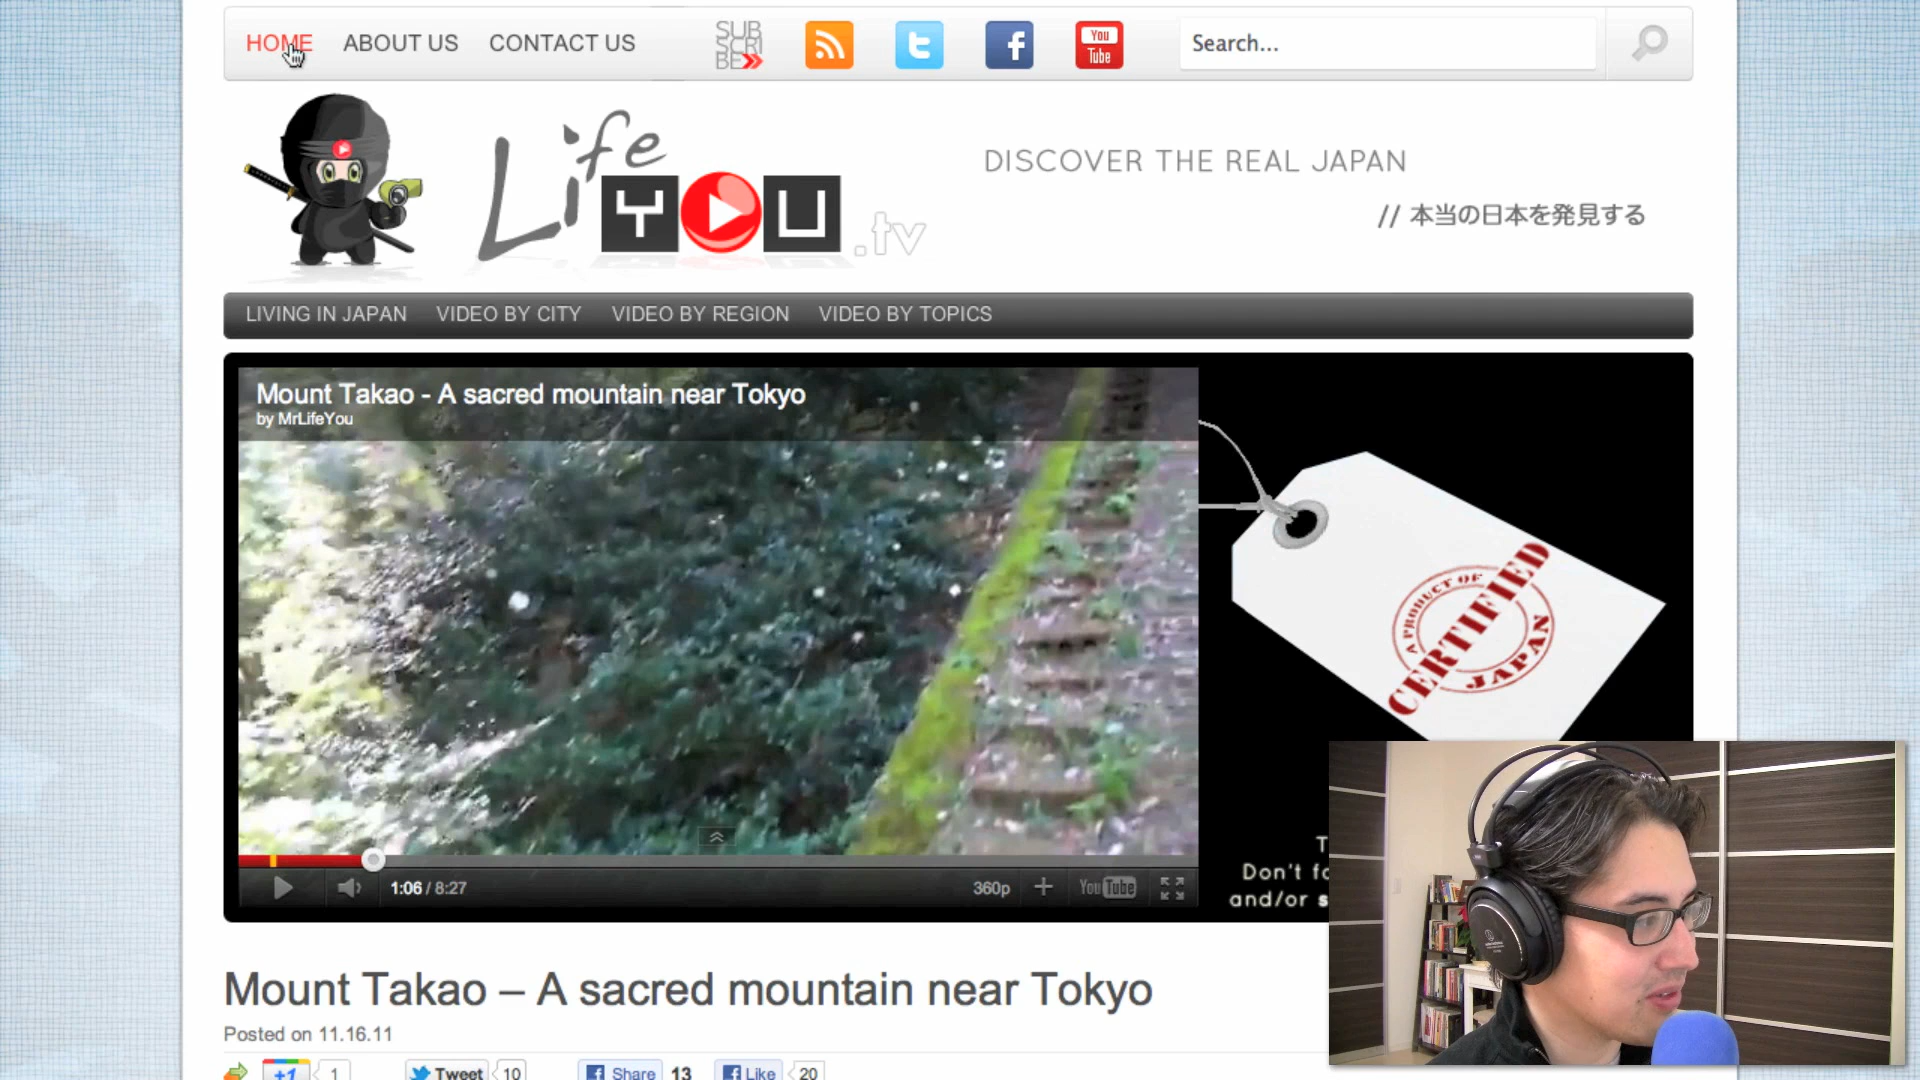 HOME ABOUT US CONTACT US SUBSCRIBE You Tube Search...
Life
YOU
.tv
DISCOVER THE REAL JAPAN
// 本当の日本を発見する
LIVING IN JAPAN VIDEO BY CITY VIDEO BY REGION VIDEO BY TOPICS
Mount Takao - A sacred mountain near Tokyo
by MrLifeYou
A PRODUCT OF
CERTIFIED
JAPAN
Don't
and/or
1:06 / 8:27 360p YouTube
Mount Takao – A sacred mountain near Tokyo
Posted on 11.16.11
+1 1 Tweet 10 Share 13 Like 20